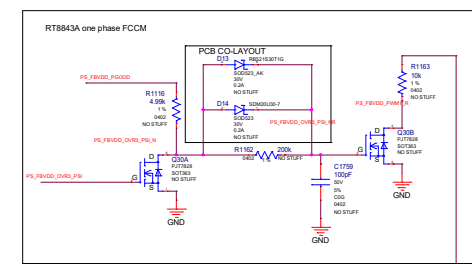 RT8843A one phase FCCM
PCB CO-LAYOUT
D13
RB521S30T1G
SOD523_AK
30V
0.2A
NO STUFF
D14
SDM20U30-7
SOD523
30V
0.2A
NO STUFF
PS_FBVDD_PGOOD
R1116
4.99k
1 %
0402
NO STUFF
PS_FBVDD_OVR3_PSI_N
PS_FBVDD_OVR3_PSI_NR
R1162
200k
0402
1 %
NO STUFF
R1163
10k
1 %
0402
NO STUFF
PS_FBVDD_PWM1_R
Q30A
PJT7828
SOT363
NO STUFF
D
G
S
PS_FBVDD_OVR3_PSI
GND
C1759
100pF
50V
5%
C0G
0402
NO STUFF
GND
Q30B
PJT7828
SOT363
NO STUFF
D
G
S
GND